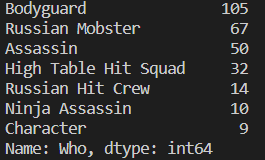 Bodyguard 105
Russian Mobster 67
Assassin 50
High Table Hit Squad 32
Russian Hit Crew 14
Ninja Assassin 10
Character 9
Name: Who, dtype: int64